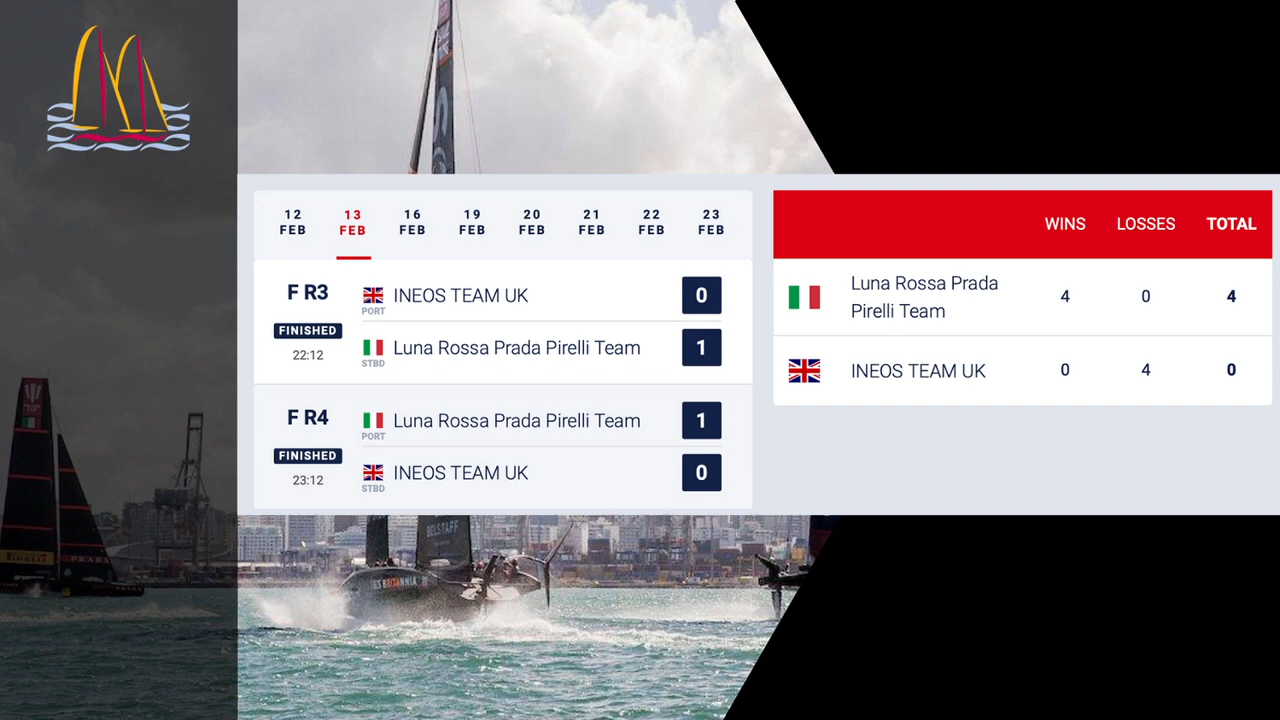 12 FEB
13 FEB
16 FEB
19 FEB
20 FEB
21 FEB
22 FEB
23 FEB
F R3
FINISHED
22:12
INEOS TEAM UK
PORT
0
Luna Rossa Prada Pirelli Team
STBD
1
F R4
FINISHED
23:12
Luna Rossa Prada Pirelli Team
PORT
1
INEOS TEAM UK
STBD
0
WINS LOSSES TOTAL
Luna Rossa Prada
Pirelli Team
4 0 4
INEOS TEAM UK
0 4 0
BELSTAFF
BRITANNIA
PIRELLI
PRADA